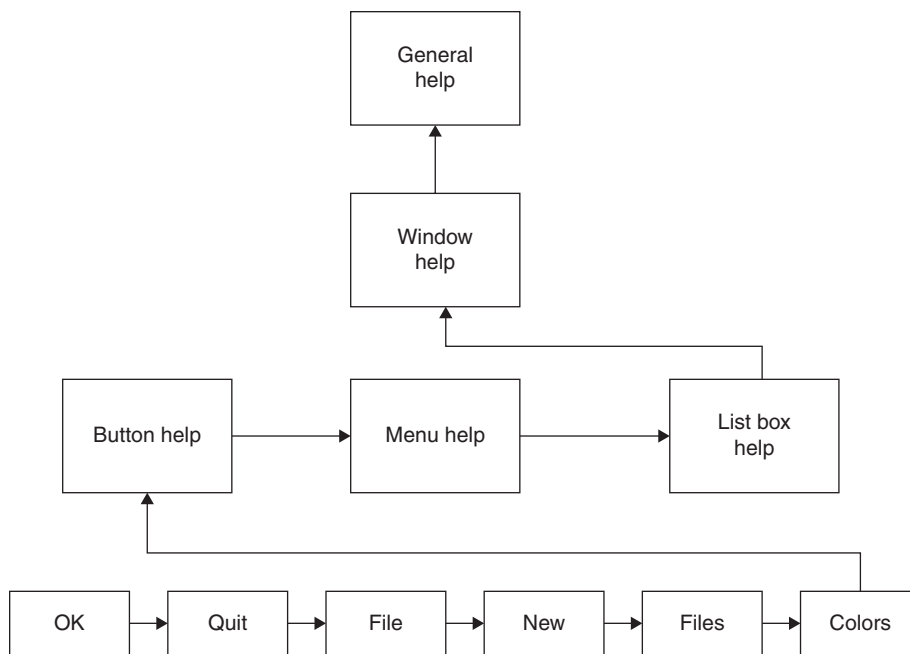 General
help
Window
help
Button help
Menu help
List box
help
OK
Quit
File
New
Files
Colors